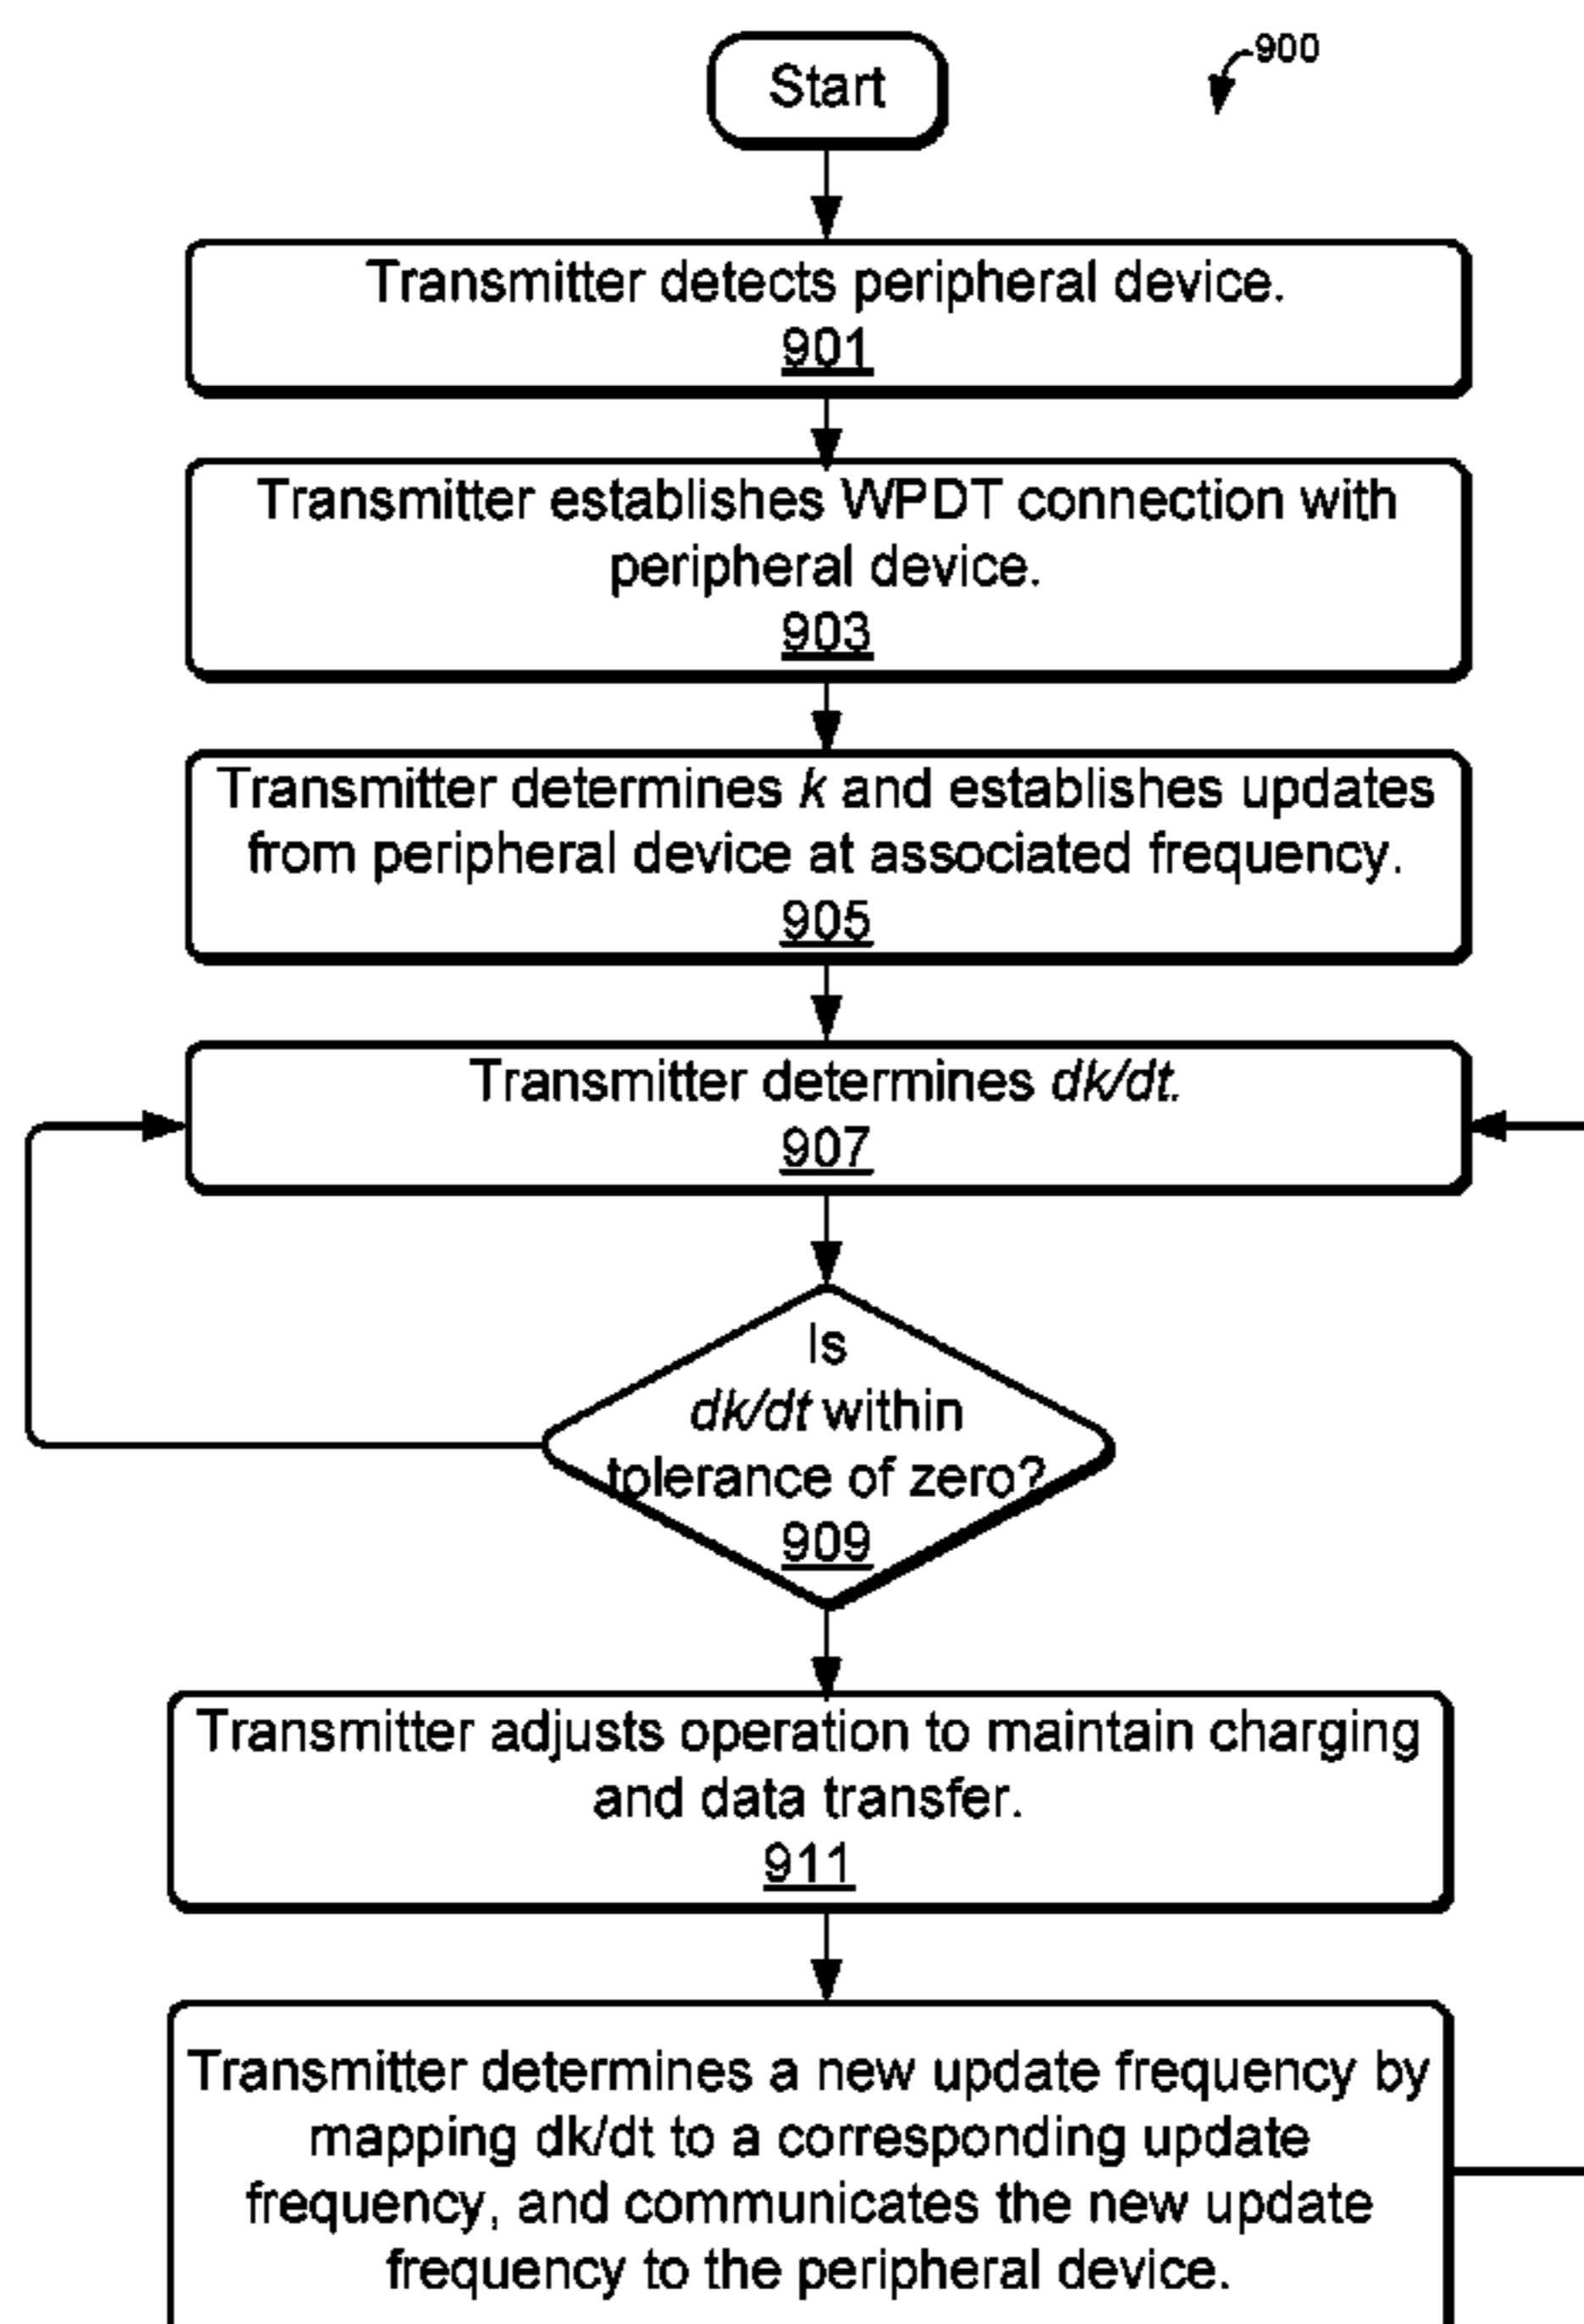 Start
900
Transmitter detects peripheral device.
901
Transmitter establishes WPDT connection with
peripheral device.
903
Transmitter determines k and establishes updates
from peripheral device at associated frequency.
905
Transmitter determines dk/dt.
907
Is
dk/dt within
tolerance of zero?
909
Transmitter adjusts operation to maintain charging
and data transfer.
911
Transmitter determines a new update frequency by
mapping dk/dt to a corresponding update
frequency, and communicates the new update
frequency to the peripheral device.